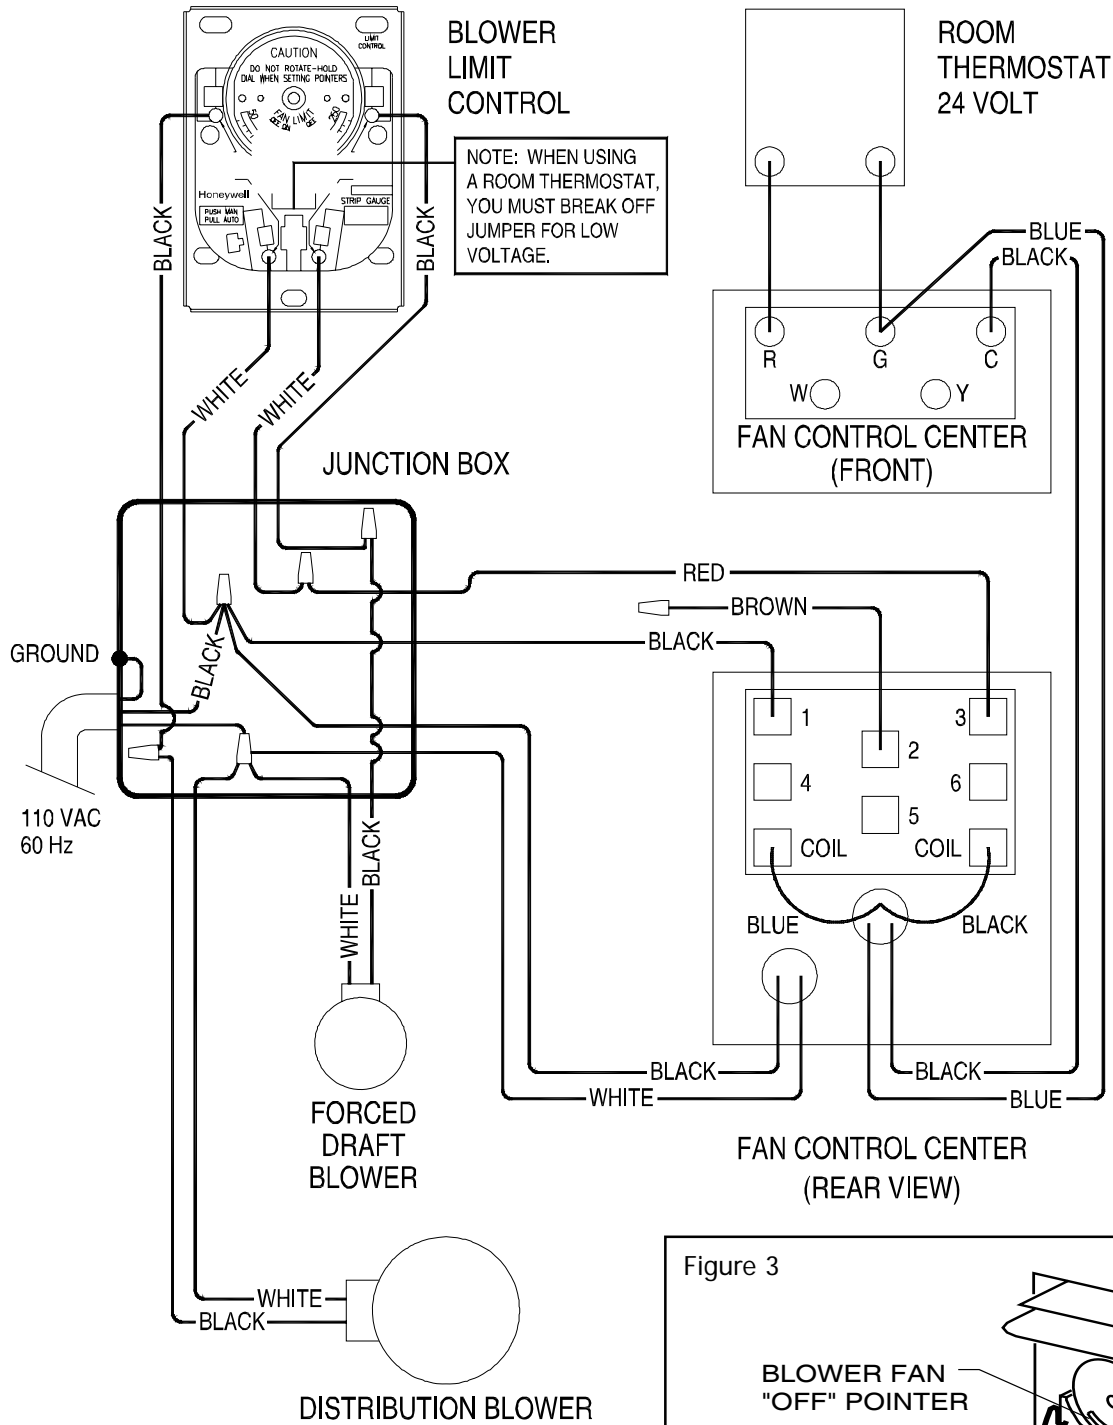 BLOWER
LIMIT
CONTROL
LIMIT
CONTROL
CAUTION
DO NOT ROTATE-HOLD
DIAL WHEN SETTING POINTERS
50
FAN LIMIT
250
OFF ON
OFF
Honeywell
STRIP GAUGE
PUSH MAN
PULL AUTO
NOTE: WHEN USING
A ROOM THERMOSTAT,
YOU MUST BREAK OFF
JUMPER FOR LOW
VOLTAGE.
ROOM
THERMOSTAT
24 VOLT
BLACK
BLACK
WHITE
WHITE
BLUE
BLACK
R
G
C
W
Y
FAN CONTROL CENTER
(FRONT)
JUNCTION BOX
RED
BROWN
BLACK
GROUND
BLACK
110 VAC
60 Hz
1
2
3
4
5
6
COIL
COIL
BLUE
BLACK
WHITE
BLACK
BLACK
WHITE
BLACK
BLUE
FORCED
DRAFT
BLOWER
FAN CONTROL CENTER
(REAR VIEW)
WHITE
BLACK
DISTRIBUTION BLOWER
Figure 3
BLOWER FAN
"OFF" POINTER